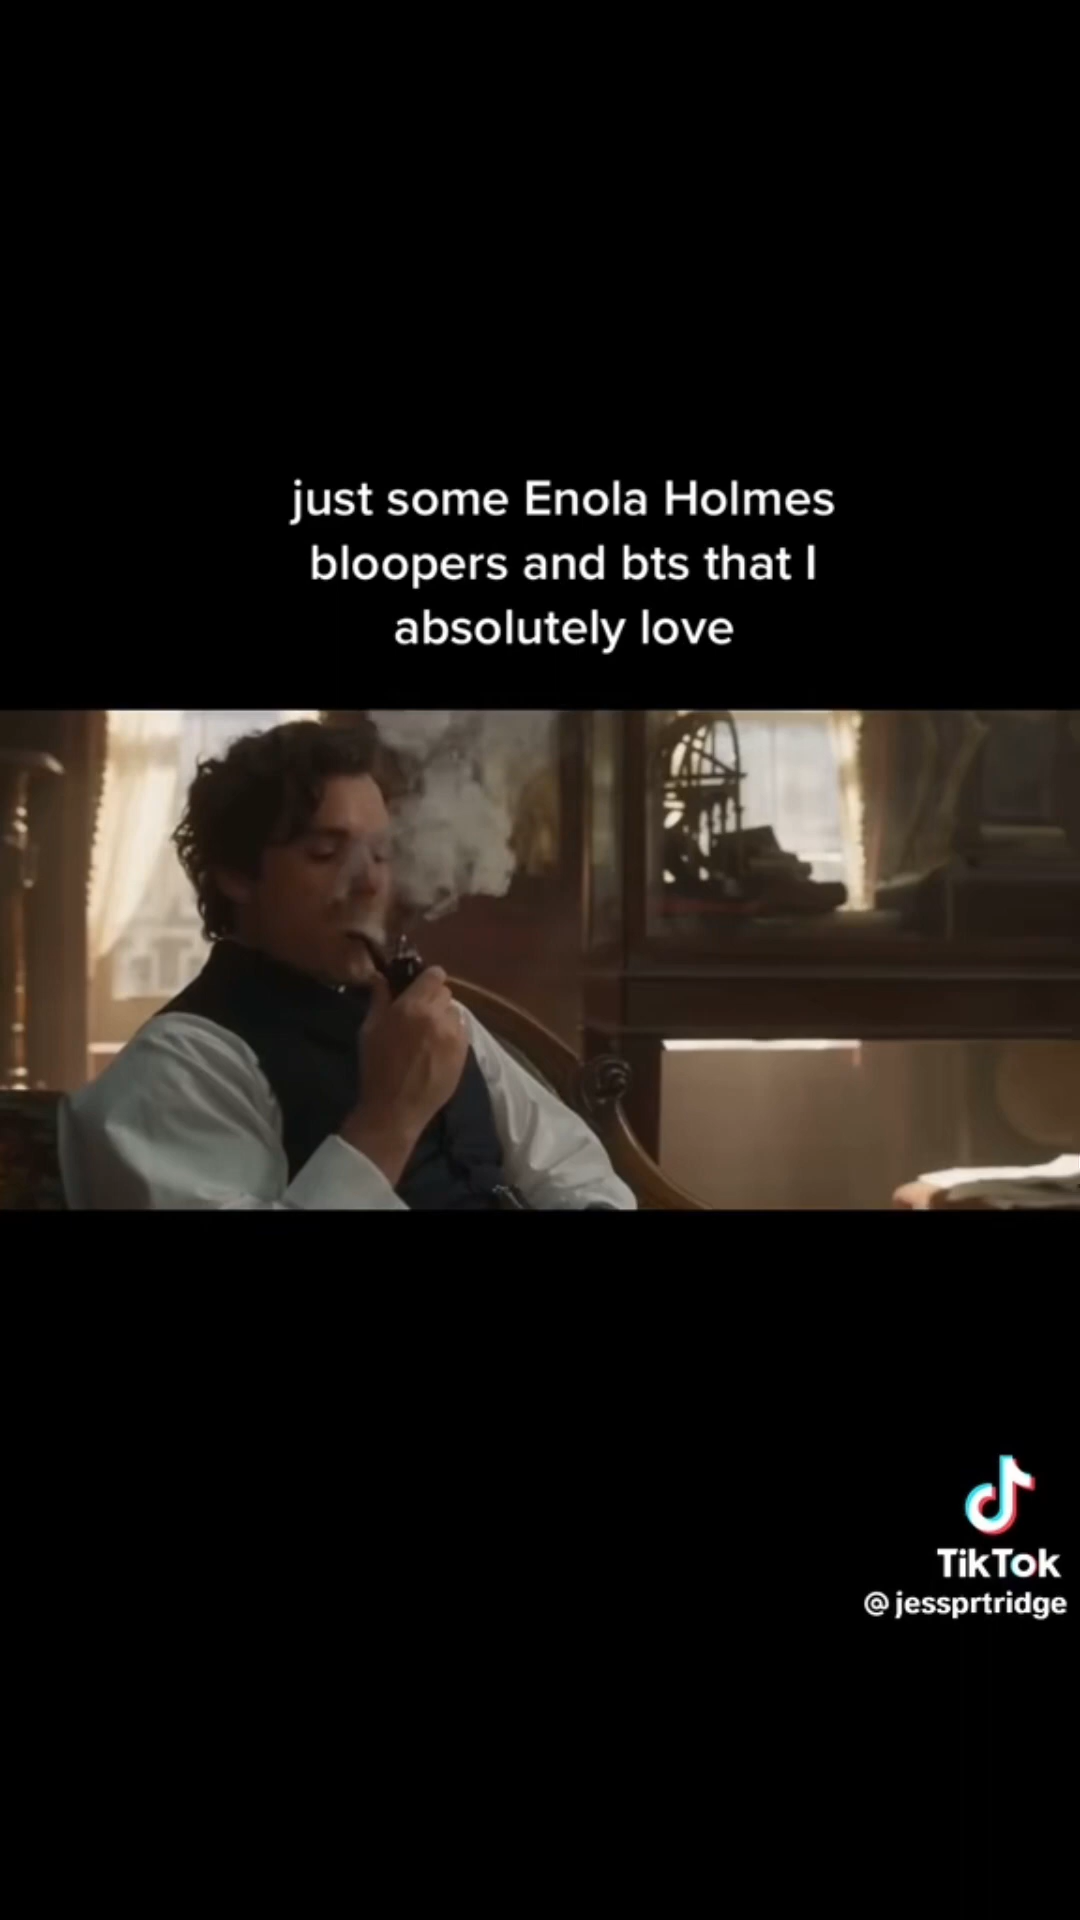 just some Enola Holmes
bloopers and bts that I
absolutely love
TikTok
@jessprtridge